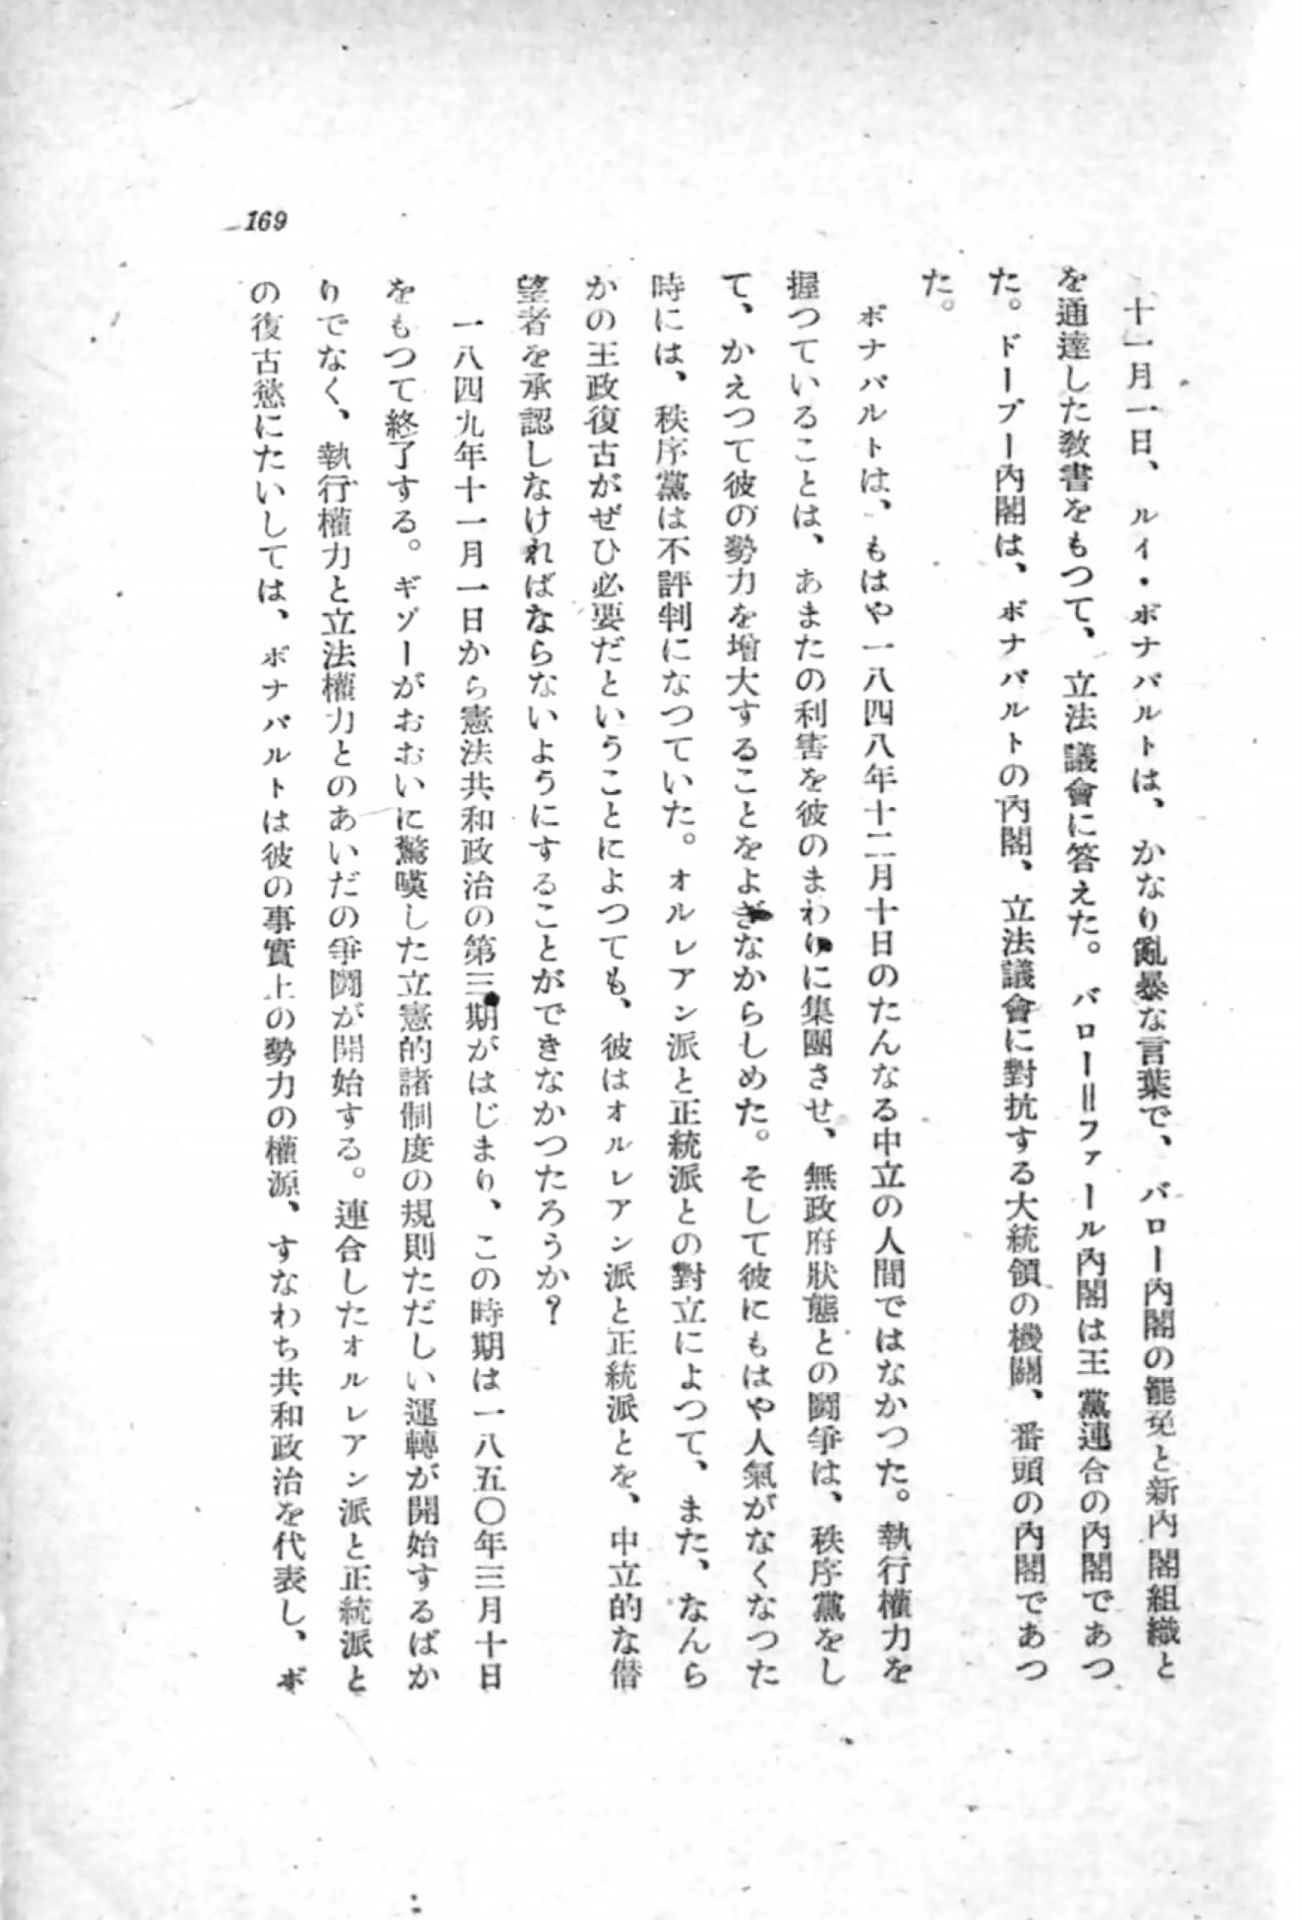 十一月一日、ルイ・ボナパルトは、かなり亂暴な言葉で、バロー內閣の罷免と新內閣組織と
を通達した敎書をもつて、立法議會に答えた。バロー＝ファール內閣は王黨連合の內閣であつ
た。ドープー內閣は、ボナパルトの內閣、立法議會に對抗する大統領の機關、番頭の內閣であつ
た。
ボナパルトは、もはや一八四八年十二月十日のたんなる中立の人間ではなかつた。執行權力を
握つていることは、あまたの利害を彼のまわりに集團させ、無政府狀態との鬪爭は、秩序黨をし
て、かえつて彼の勢力を增大することをよぎなからしめた。そして彼にもはや人氣がなくなつた
時には、秩序黨は不評判になつていた。オルレアン派と正統派との對立によつて、また、なんら
かの王政復古がぜひ必要だということによつても、彼はオルレアン派と正統派とを、中立的な僭
望者を承認しなければならないようにすることができなかつたろうか？
一八四九年十一月一日から憲法共和政治の第三期がはじまり、この時期は一八五〇年三月十日
をもつて終了する。ギゾーがおおいに驚嘆した立憲的諸制度の規則ただしい運轉が開始するばか
りでなく、執行權力と立法權力とのあいだの爭鬪が開始する。連合したオルレアン派と正統派と
の復古慾にたいしては、ボナパルトは彼の事實上の勢力の權源、すなわち共和政治を代表し、ボ
169